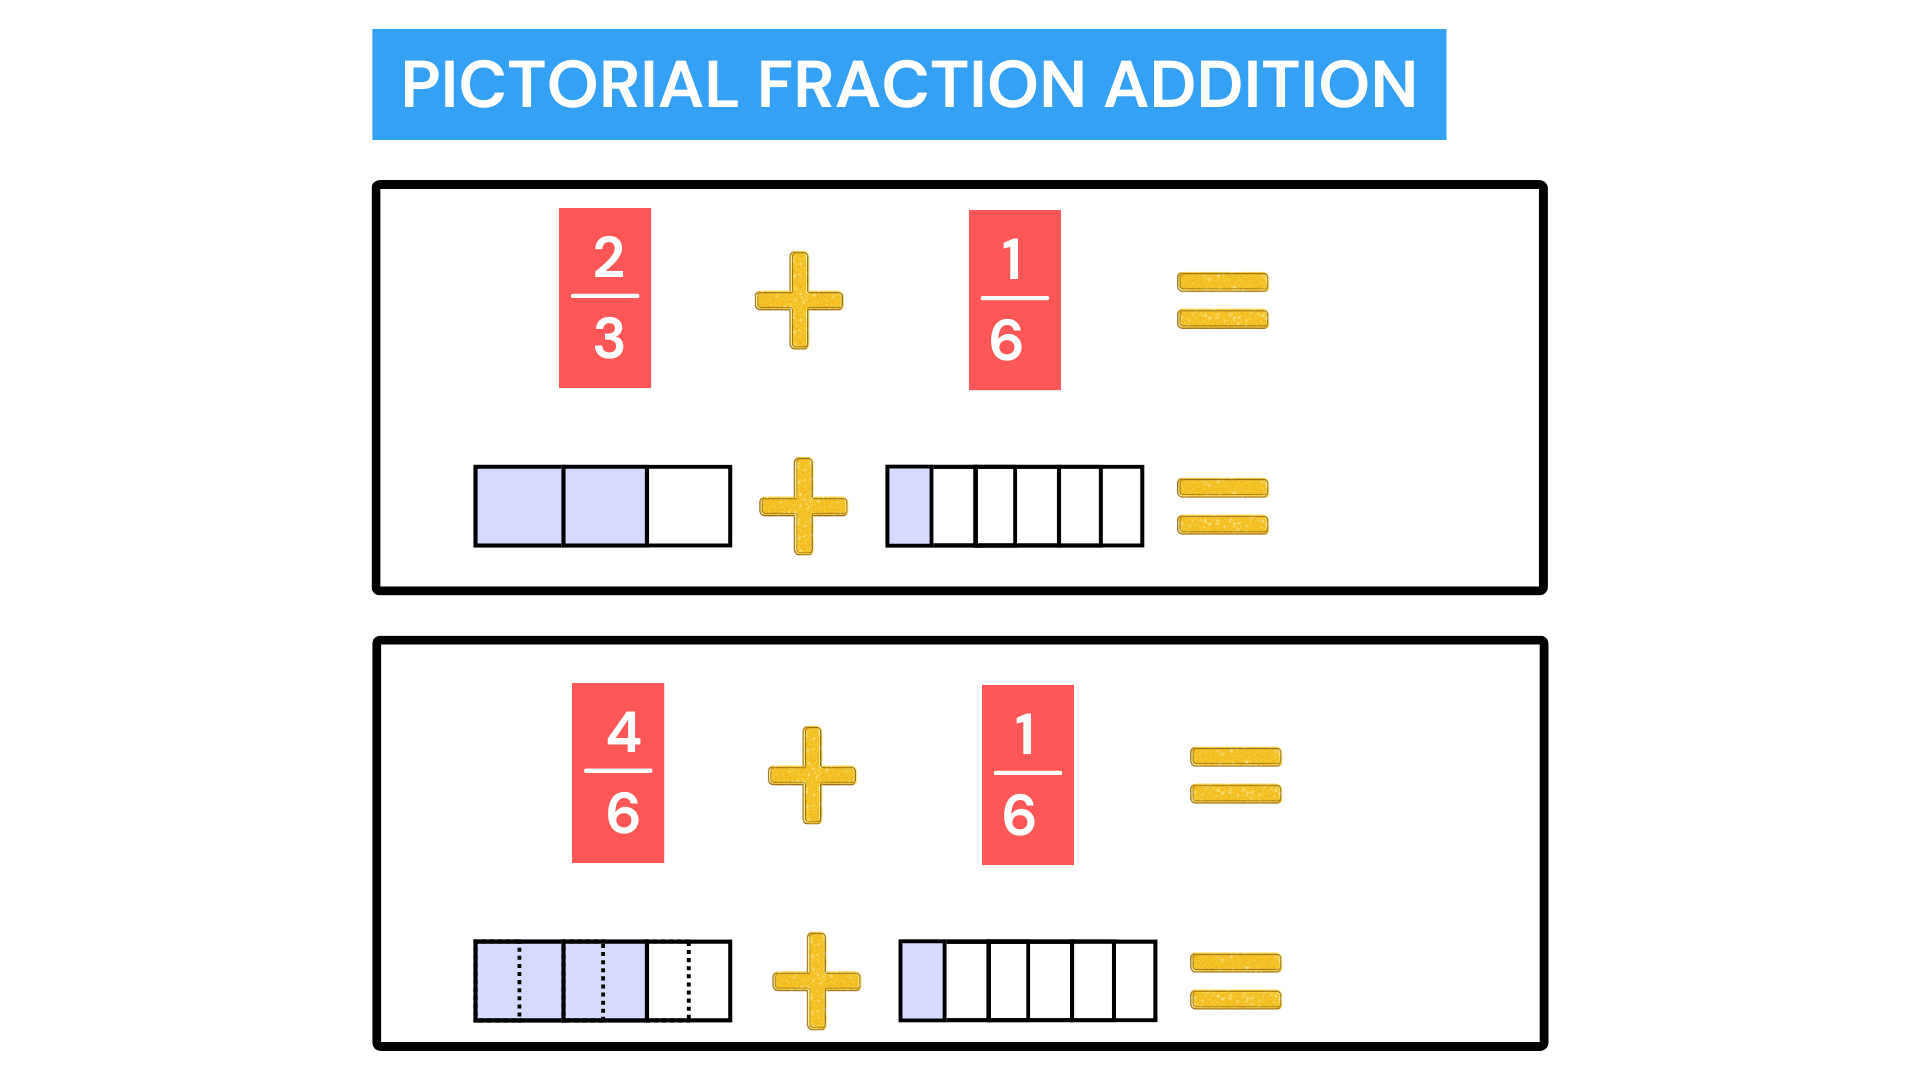 PICTORIAL FRACTION ADDITION
2/3 + 1/6 =
+ =
4/6 + 1/6 =
+ =